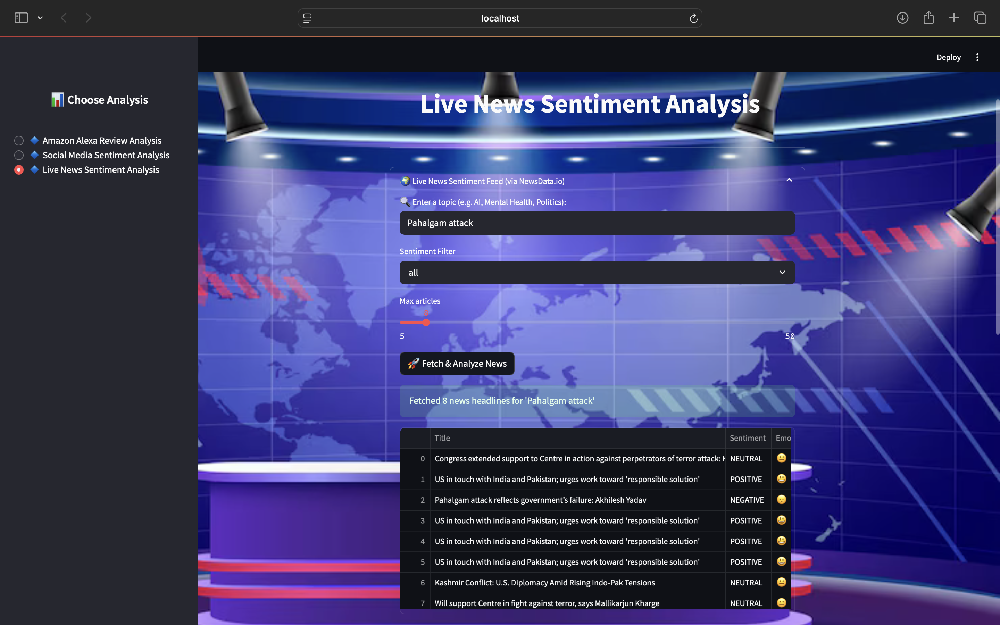 localhost
Deploy
Choose Analysis
Amazon Alexa Review Analysis
Social Media Sentiment Analysis
Live News Sentiment Analysis
Live News Sentiment Analysis
Live News Sentiment Feed (via NewsData.io)
Enter a topic (e.g. AI, Mental Health, Politics):
Pahalgam attack
Sentiment Filter
all
Max articles
8
5 50
Fetch & Analyze News
Fetched 8 news headlines for 'Pahalgam attack'
Title Sentiment Emo
0 Congress extended support to Centre in action against perpetrators of terror attack: K NEUTRAL
1 US in touch with India and Pakistan; urges work toward 'responsible solution' POSITIVE
2 Pahalgam attack reflects government’s failure: Akhilesh Yadav NEGATIVE
3 US in touch with India and Pakistan; urges work toward 'responsible solution' POSITIVE
4 US in touch with India and Pakistan; urges work toward 'responsible solution' POSITIVE
5 US in touch with India and Pakistan; urges work toward 'responsible solution' POSITIVE
6 Kashmir Conflict: U.S. Diplomacy Amid Rising Indo-Pak Tensions NEUTRAL
7 Will support Centre in fight against terror, says Mallikarjun Kharge NEUTRAL